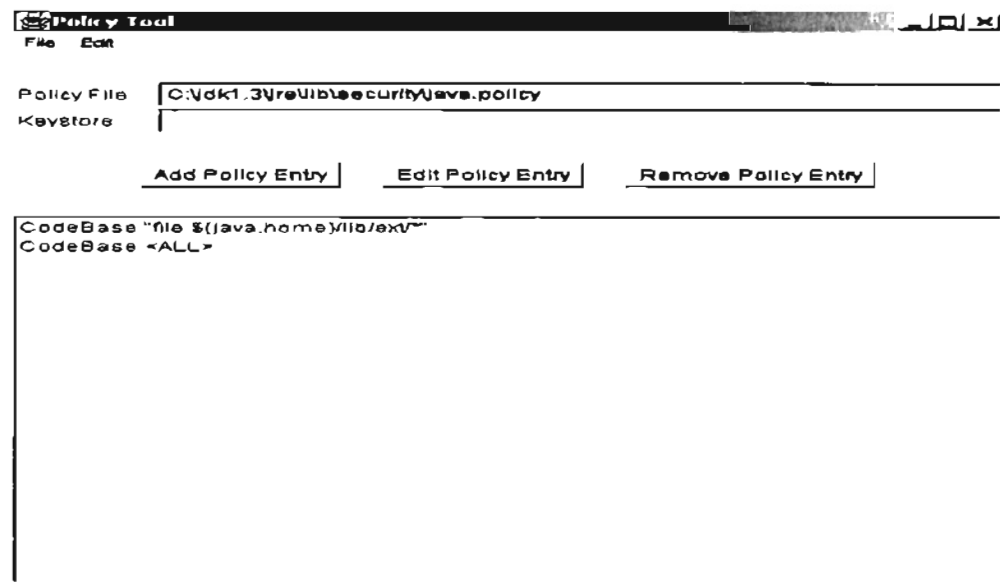 Policy Tool
File Edit
Policy File C:\jdk1.3\jre\lib\security\java.policy
Keystore
Add Policy Entry Edit Policy Entry Remove Policy Entry
CodeBase "file ${java.home}/lib/ext/*"
CodeBase <ALL>